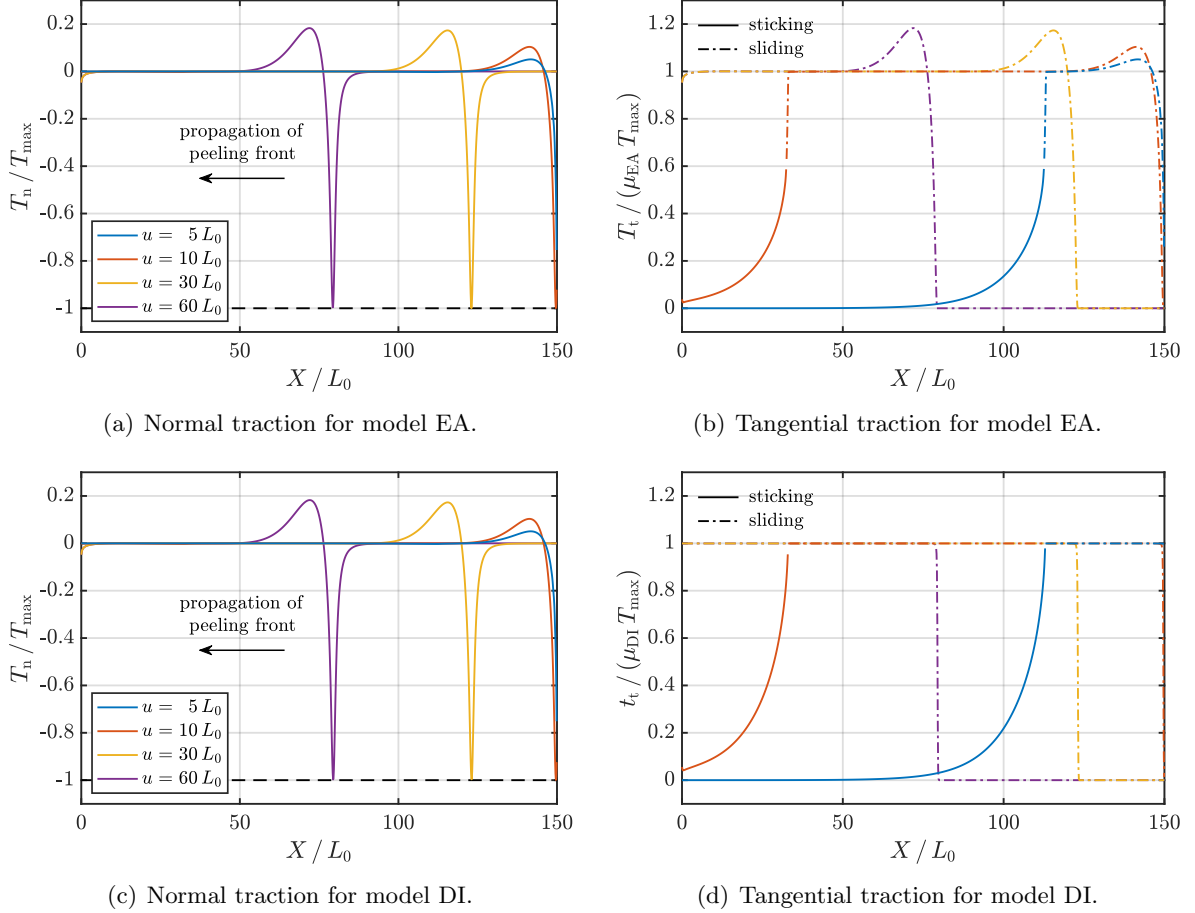 0.2
0
-0.2
-0.4
-0.6
-0.8
-1
T_n / T_max
propagation of
peeling front
u = 5 L_0
u = 10 L_0
u = 30 L_0
u = 60 L_0
0 50 100 150
X / L_0
(a) Normal traction for model EA.
1.2
1
0.8
0.6
0.4
0.2
0
T_t / (μ_EA T_max)
sticking
sliding
0 50 100 150
X / L_0
(b) Tangential traction for model EA.
0.2
0
-0.2
-0.4
-0.6
-0.8
-1
T_n / T_max
propagation of
peeling front
u = 5 L_0
u = 10 L_0
u = 30 L_0
u = 60 L_0
0 50 100 150
X / L_0
(c) Normal traction for model DI.
1.2
1
0.8
0.6
0.4
0.2
0
t_t / (μ_DI T_max)
sticking
sliding
0 50 100 150
X / L_0
(d) Tangential traction for model DI.